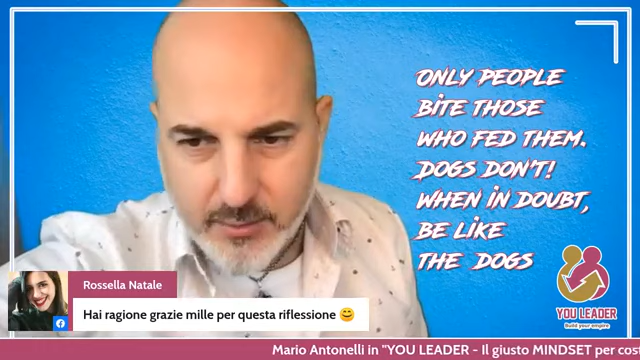 ONLY PEOPLE
BITE THOSE
WHO FED THEM.
DOGS DON'T!
WHEN IN DOUBT,
BE LIKE
THE DOGS
YOU LEADER
Build your empire
Rossella Natale
Hai ragione grazie mille per questa riflessione 😄
Mario Antonelli in "YOU LEADER - Il giusto MINDSET per cos